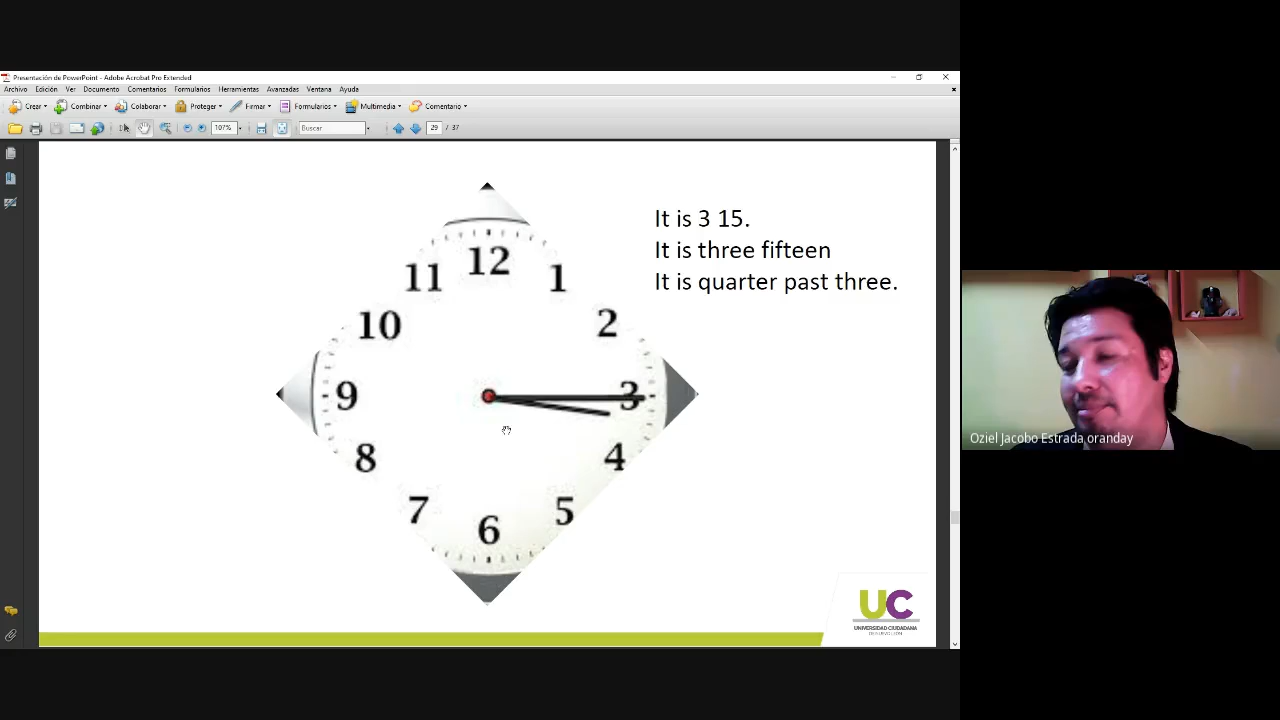 Presentación de PowerPoint - Adobe Acrobat Pro Extended
Archivo Edición Ver Documento Comentarios Formularios Herramientas Avanzadas Ventana Ayuda
Crear Combinar Colaborar Proteger Firmar Formularios Multimedia Comentario
107% Buscar 29 / 37
It is 3 15.
It is three fifteen
It is quarter past three.
12
11 1
10 2
9 3
8 4
7 5
6
UC
UNIVERSIDAD CIUDADANA
DE NUEVO LEÓN
Oziel Jacobo Estrada oranday